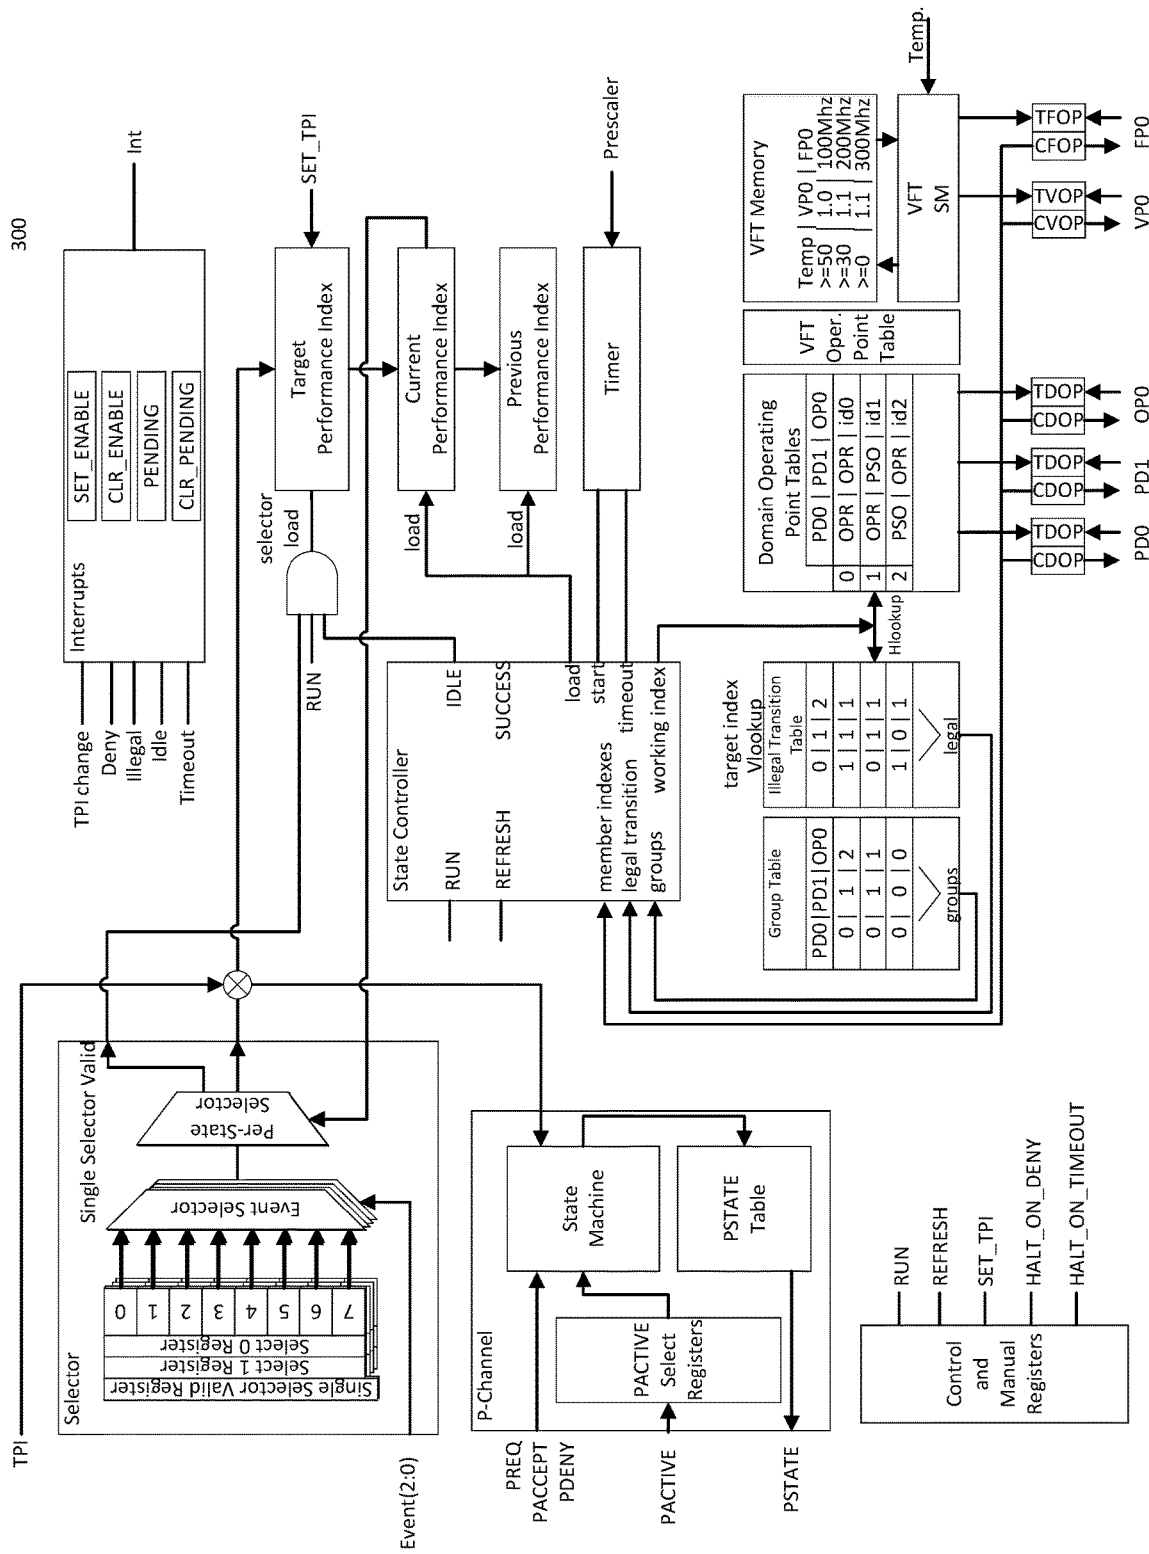 300
TPI
Selector
Single Selector Valid
Single Selector Valid Register
Select 1 Register
Select 0 Register
0
1
2
3
4
5
6
7
Event Selector
Per-State
Selector
Event(2:0)
Interrupts
TPI change
Deny
Illegal
Idle
Timeout
SET_ENABLE
CLR_ENABLE
PENDING
CLR_PENDING
Int
RUN
selector
load
Target
Performance Index
SET_TPI
Current
Performance Index
load
Previous
Performance Index
load
Timer
Prescaler
State Controller
RUN
IDLE
REFRESH
SUCCESS
load
start
member indexes
timeout
legal transition
groups
working index
P-Channel
PREQ
PACCEPT
PDENY
PACTIVE
PSTATE
State
Machine
PACTIVE
Select
Registers
PSTATE
Table
Group Table
PD0|PD1|OP0
0 | 1 | 2
0 | 1 | 1
0 | 0 | 0
groups
target index
Vlookup
Illegal Transition
Table
0 | 1 | 2
1 | 1 | 1
0 | 1 | 1
1 | 0 | 1
legal
Hlookup
Domain Operating
Point Tables
PD0 | PD1 | OP0
0 OPR | OPR | id0
1 OPR | PSO | id1
2 PSO | OPR | id2
VFT
Oper.
Point
Table
VFT Memory
Temp | VP0 | FP0
>=50 | 1.0 | 100Mhz
>=30 | 1.1 | 200Mhz
>=0 | 1.1 | 300Mhz
VFT
SM
Temp.
CDOP TDOP
CDOP TDOP
CDOP TDOP
CVOP TVOP
CFOP TFOP
PD0
PD1
OP0
VP0
FP0
Control
and
Manual
Registers
RUN
REFRESH
SET_TPI
HALT_ON_DENY
HALT_ON_TIMEOUT